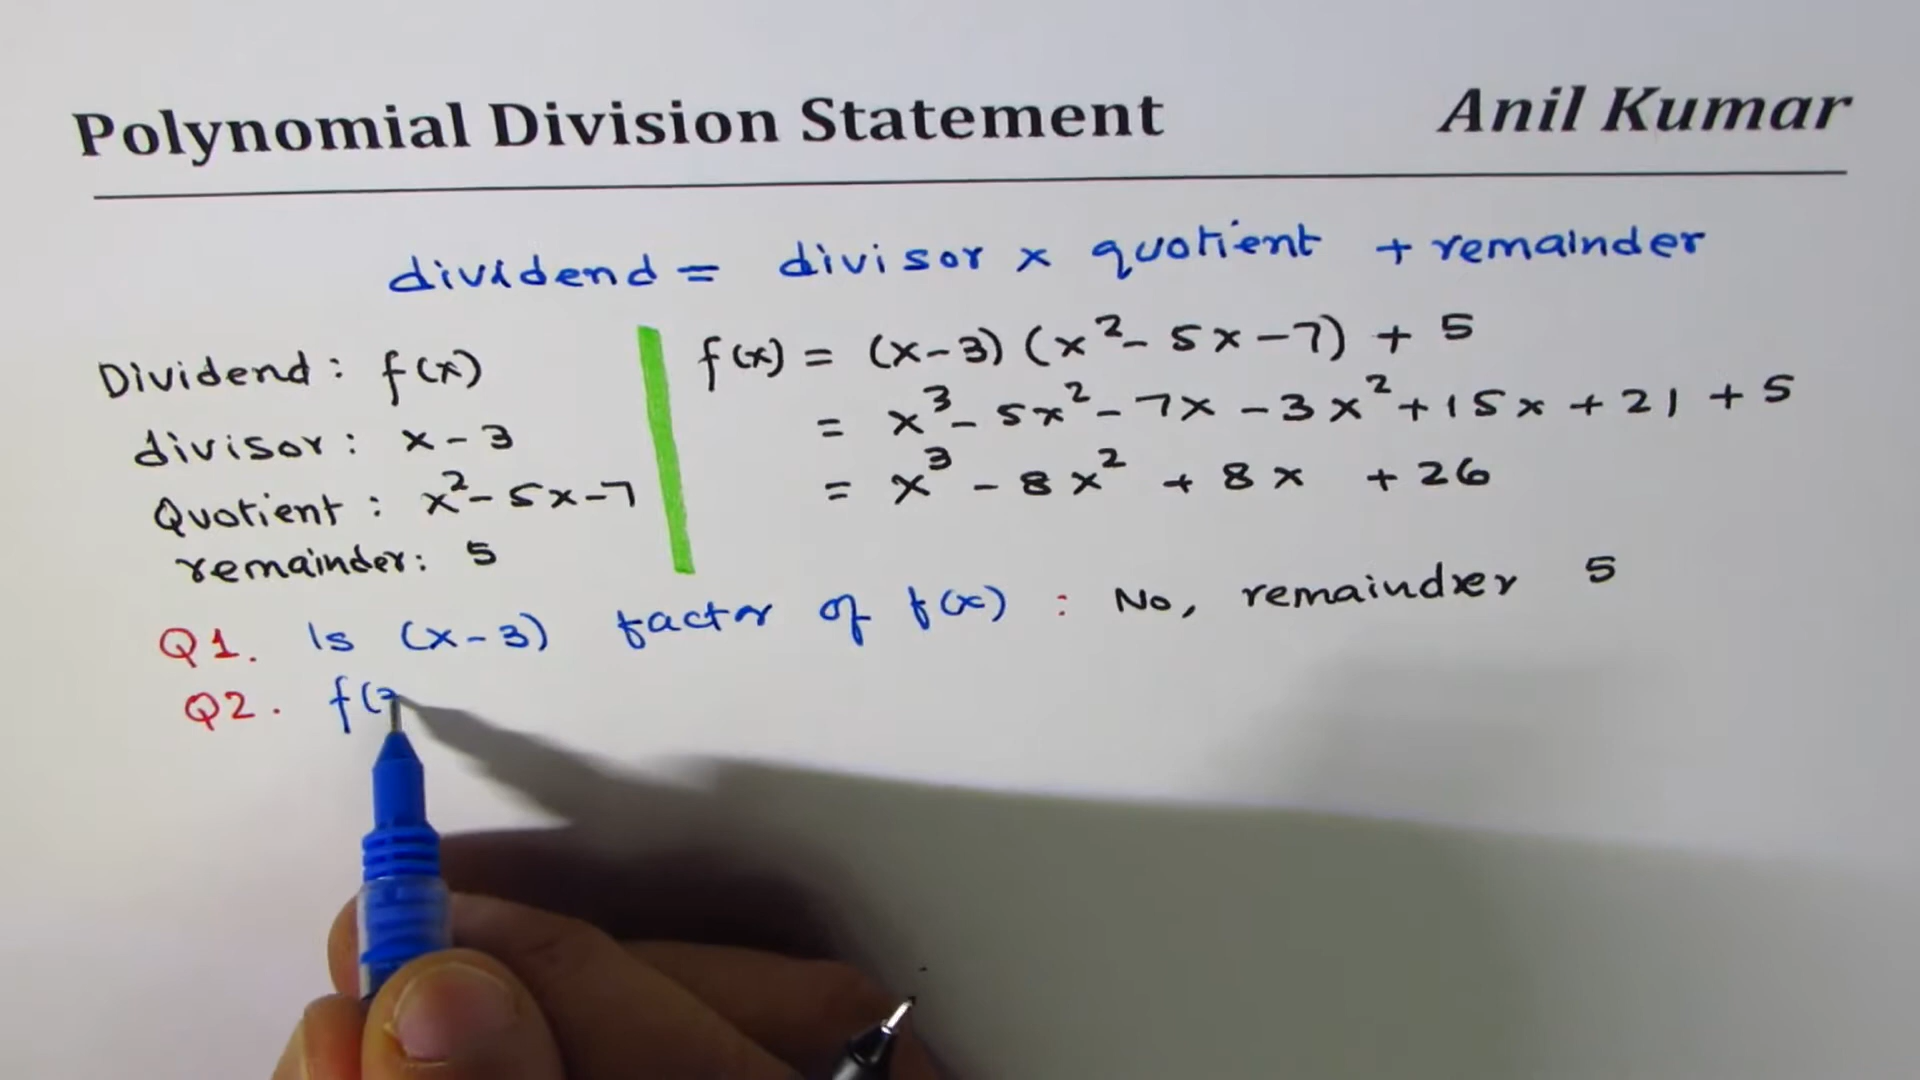 Polynomial Division Statement Anil Kumar
dividend = divisor x quotient + remainder
Dividend: f(x)
divisor: x - 3
Quotient: x² - 5x - 7
remainder: 5
f(x) = (x-3) (x² - 5x - 7) + 5
= x³ - 5x² - 7x - 3x² + 15x + 21 + 5
= x³ - 8x² + 8x + 26
Q1. Is (x-3) factor of f(x) : No, remainder 5
Q2. f(